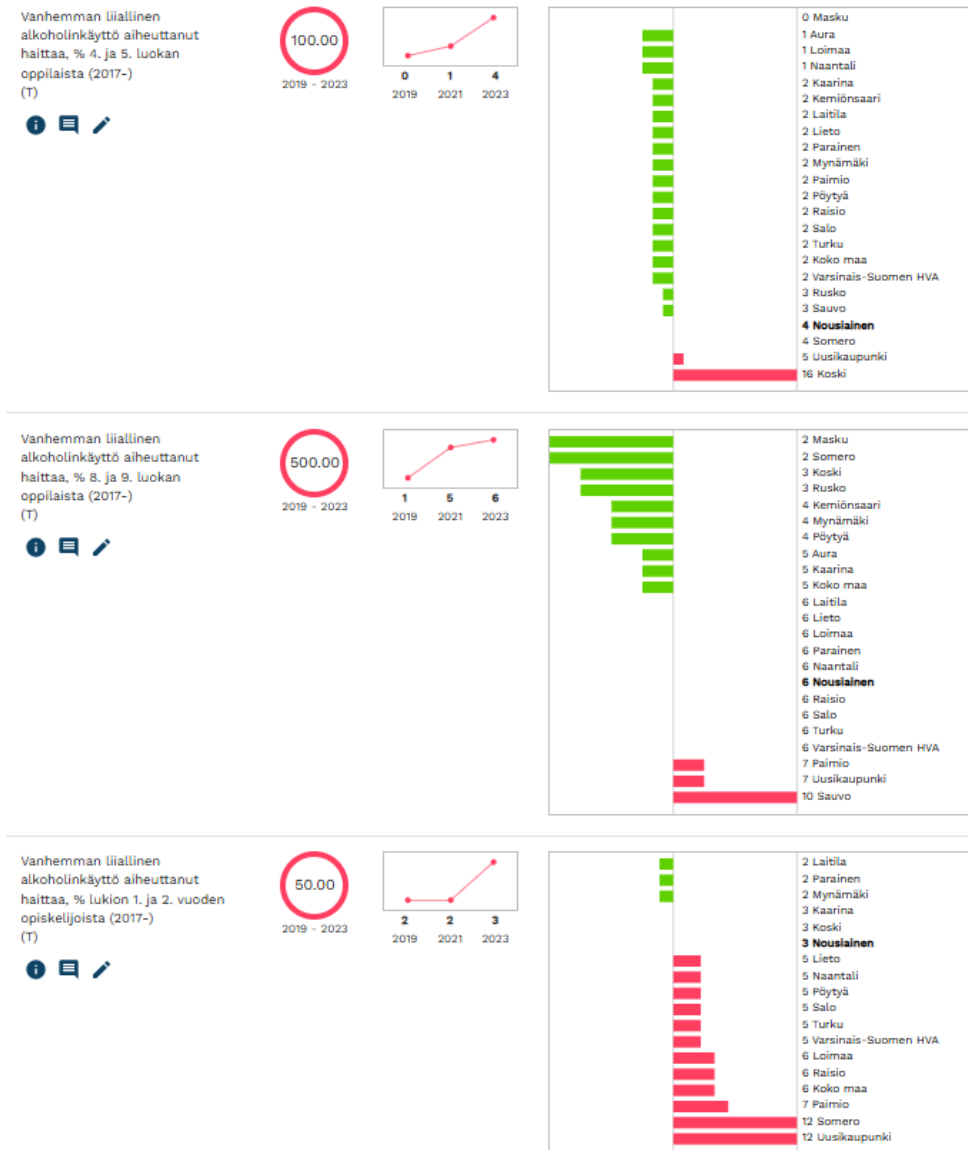 Vanhemman liiallinen
alkoholinkäyttö aiheuttanut
haittaa, % 4. ja 5. luokan
oppilaista (2017-)
(T)
100.00
2019 - 2023
0 1 4
2019 2021 2023
0 Masku
1 Aura
1 Loimaa
1 Naantali
2 Kaarina
2 Kemiönsaari
2 Laitila
2 Lieto
2 Parainen
2 Mynämäki
2 Paimio
2 Pöytyä
2 Raisio
2 Salo
2 Turku
2 Koko maa
2 Varsinais-Suomen HVA
3 Rusko
3 Sauvo
4 Nousiainen
4 Somero
5 Uusikaupunki
16 Koski
Vanhemman liiallinen
alkoholinkäyttö aiheuttanut
haittaa, % 8. ja 9. luokan
oppilaista (2017-)
(T)
500.00
2019 - 2023
1 5 6
2019 2021 2023
2 Masku
2 Somero
3 Koski
3 Rusko
4 Kemiönsaari
4 Mynämäki
4 Pöytyä
5 Aura
5 Kaarina
5 Koko maa
6 Laitila
6 Lieto
6 Loimaa
6 Parainen
6 Naantali
6 Nousiainen
6 Raisio
6 Salo
6 Turku
6 Varsinais-Suomen HVA
7 Paimio
7 Uusikaupunki
10 Sauvo
Vanhemman liiallinen
alkoholinkäyttö aiheuttanut
haittaa, % lukion 1. ja 2. vuoden
opiskelijoista (2017-)
(T)
50.00
2019 - 2023
2 2 3
2019 2021 2023
2 Laitila
2 Parainen
2 Mynämäki
3 Kaarina
3 Koski
3 Nousiainen
5 Lieto
5 Naantali
5 Pöytyä
5 Salo
5 Turku
5 Varsinais-Suomen HVA
6 Loimaa
6 Raisio
6 Koko maa
7 Paimio
12 Somero
12 Uusikaupunki